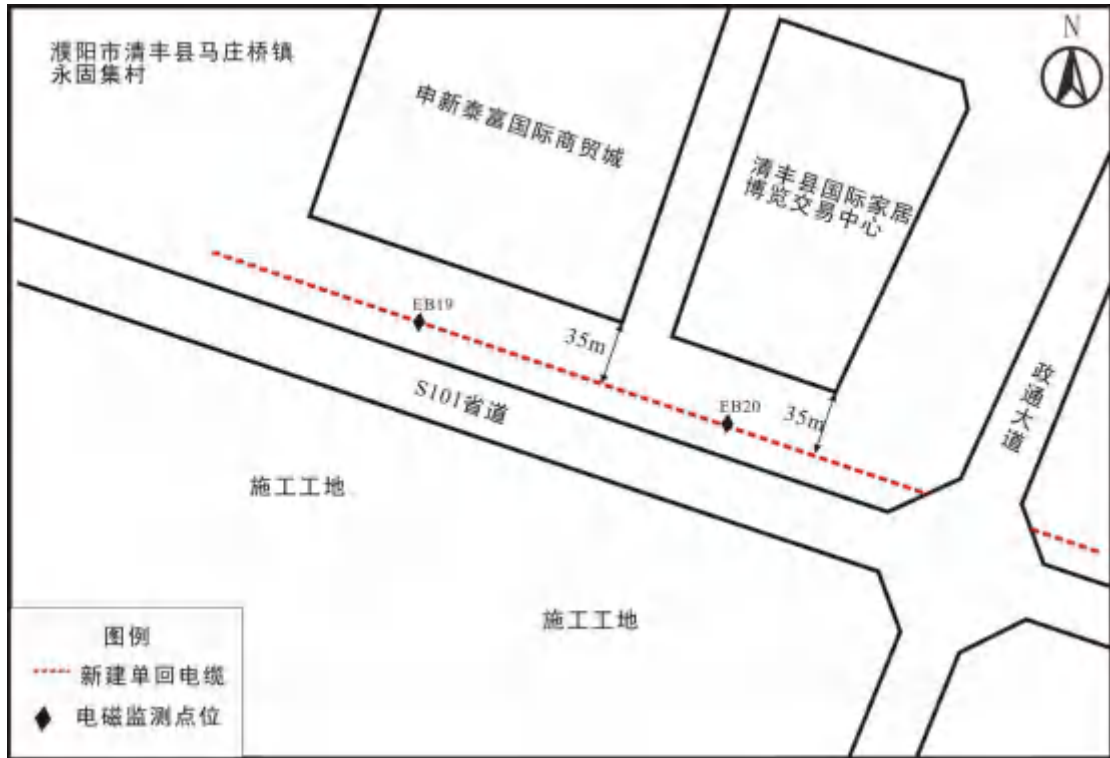 濮阳市清丰县马庄桥镇
永固集村
N
申新泰富国际商贸城
清丰县国际家居
博览交易中心
EB19
35m
S101省道
EB20
35m
政通大道
施工工地
施工工地
图例
新建单回电缆
电磁监测点位